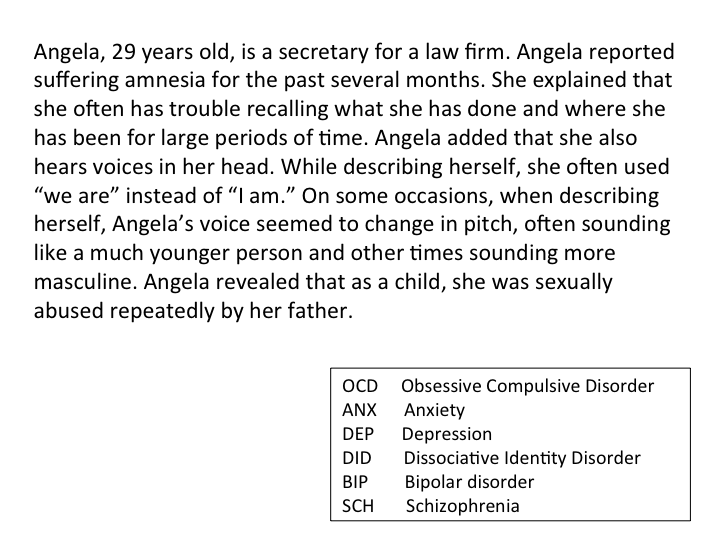 Angela, 29 years old, is a secretary for a law firm. Angela reported
suffering amnesia for the past several months. She explained that
she often has trouble recalling what she has done and where she
has been for large periods of time. Angela added that she also
hears voices in her head. While describing herself, she often used
“we are” instead of “I am.” On some occasions, when describing
herself, Angela’s voice seemed to change in pitch, often sounding
like a much younger person and other times sounding more
masculine. Angela revealed that as a child, she was sexually
abused repeatedly by her father.
OCD Obsessive Compulsive Disorder
ANX Anxiety
DEP Depression
DID Dissociative Identity Disorder
BIP Bipolar disorder
SCH Schizophrenia